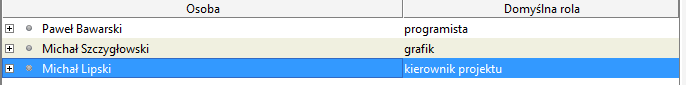 Osoba Domyślna rola
Paweł Bawarski programista
Michał Szczygłowski grafik
Michał Lipski kierownik projektu